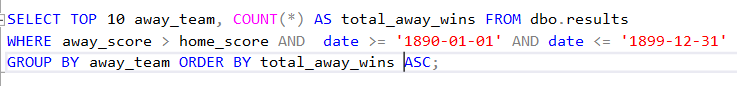 SELECT TOP 10 away_team, COUNT(*) AS total_away_wins FROM dbo.results
WHERE away_score > home_score AND  date >= '1890-01-01' AND date <= '1899-12-31'
GROUP BY away_team ORDER BY total_away_wins ASC;